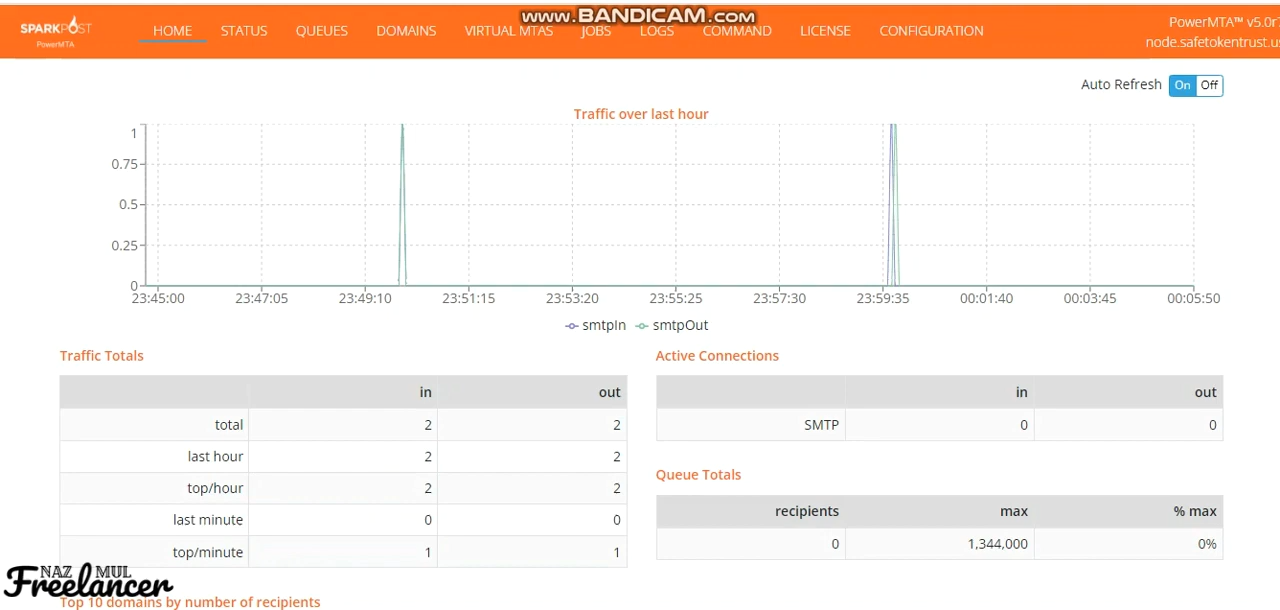 www.BANDICAM.com
SPARKPOST
PowerMTA
HOME STATUS QUEUES DOMAINS VIRTUAL MTAS JOBS LOGS COMMAND LICENSE CONFIGURATION
PowerMTA™ v5.0r7
node.safetokentrust.us
Auto Refresh On Off
Traffic over last hour
1
0.75
0.5
0.25
0
23:45:00 23:47:05 23:49:10 23:51:15 23:53:20 23:55:25 23:57:30 23:59:35 00:01:40 00:03:45 00:05:50
smtpIn smtpOut
Traffic Totals
in out
total 2 2
last hour 2 2
top/hour 2 2
last minute 0 0
top/minute 1 1
Active Connections
in out
SMTP 0 0
Queue Totals
recipients max % max
0 1,344,000 0%
NAZ MUL
Freelancer
Top 10 domains by number of recipients